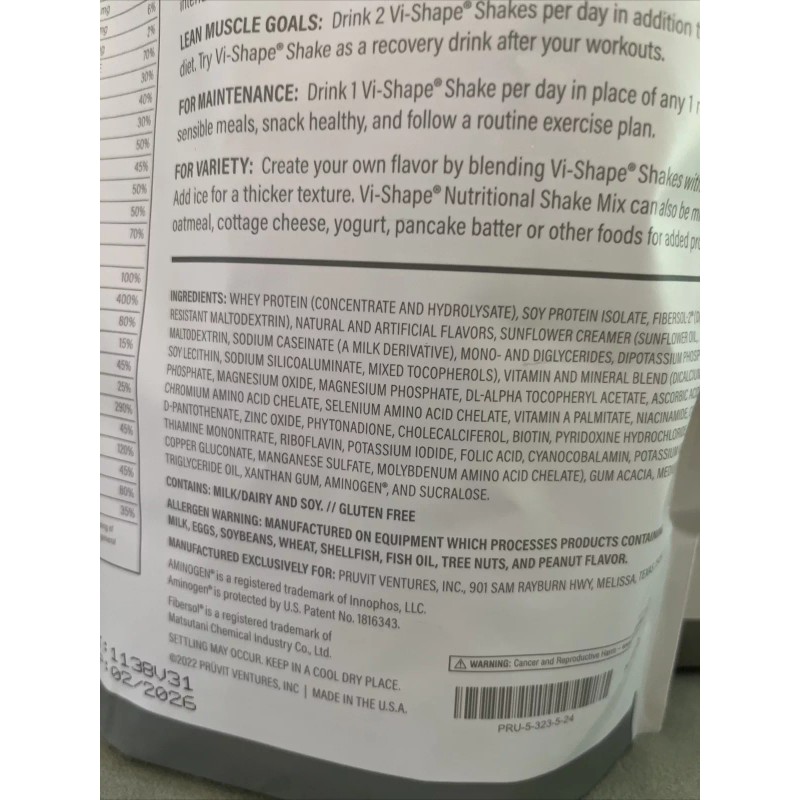 mg 6%
mg 2%
10%
30%
40%
30%
50%
45%
50%
50%
70%
100%
400%
80%
15%
45%
25%
290%
45%
120%
45%
80%
35%
LEAN MUSCLE GOALS: Drink 2 Vi-Shape® Shakes per day in addition
diet. Try Vi-Shape® Shake as a recovery drink after your workouts.
FOR MAINTENANCE: Drink 1 Vi-Shape® Shake per day in place of any 1
sensible meals, snack healthy, and follow a routine exercise plan.
FOR VARIETY: Create your own flavor by blending Vi-Shape® Shakes with
Add ice for a thicker texture. Vi-Shape® Nutritional Shake Mix can also be
oatmeal, cottage cheese, yogurt, pancake batter or other foods for added
INGREDIENTS: WHEY PROTEIN (CONCENTRATE AND HYDROLYSATE), SOY PROTEIN ISOLATE, FIBERSOL-2®
RESISTANT MALTODEXTRIN), NATURAL AND ARTIFICIAL FLAVORS, SUNFLOWER CREAMER (SUNFLOWER OIL,
MALTODEXTRIN, SODIUM CASEINATE (A MILK DERIVATIVE), MONO- AND DIGLYCERIDES, DIPOTASSIUM
SOY LECITHIN, SODIUM SILICOALUMINATE, MIXED TOCOPHEROLS), VITAMIN AND MINERAL BLEND
PHOSPHATE, MAGNESIUM OXIDE, MAGNESIUM PHOSPHATE, DL-ALPHA TOCOPHERYL ACETATE, ASCORBIC
CHROMIUM AMINO ACID CHELATE, SELENIUM AMINO ACID CHELATE, VITAMIN A PALMITATE, NIACINAMIDE,
D-PANTOTHENATE, ZINC OXIDE, PHYTONADIONE, CHOLECALCIFEROL, BIOTIN, PYRIDOXINE
THIAMINE MONONITRATE, RIBOFLAVIN, POTASSIUM IODIDE, FOLIC ACID, CYANOCOBALAMIN, POTASSIUM
COPPER GLUCONATE, MANGANESE SULFATE, MOLYBDENUM AMINO ACID CHELATE), GUM ACACIA,
TRIGLYCERIDE OIL, XANTHAN GUM, AMINOGEN®, AND SUCRALOSE.
CONTAINS: MILK/DAIRY AND SOY. // GLUTEN FREE
ALLERGEN WARNING: MANUFACTURED ON EQUIPMENT WHICH PROCESSES PRODUCTS
MILK, EGGS, SOYBEANS, WHEAT, SHELLFISH, FISH OIL, TREE NUTS, AND PEANUT FLAVOR.
MANUFACTURED EXCLUSIVELY FOR: PRUVIT VENTURES, INC., 901 SAM RAYBURN HWY, MELISSA,
AMINOGEN® is a registered trademark of Innophos, LLC.
Aminogen® is protected by U.S. Patent No. 1816343.
Fibersol® is a registered trademark of
Matsutani Chemical Industry Co., Ltd.
SETTLING MAY OCCUR. KEEP IN A COOL DRY PLACE.
©2022 PRÜVIT VENTURES, INC | MADE IN THE U.S.A.
WARNING: Cancer and Reproductive
PRU-5-323-5-24
:1138V31
:02/2026